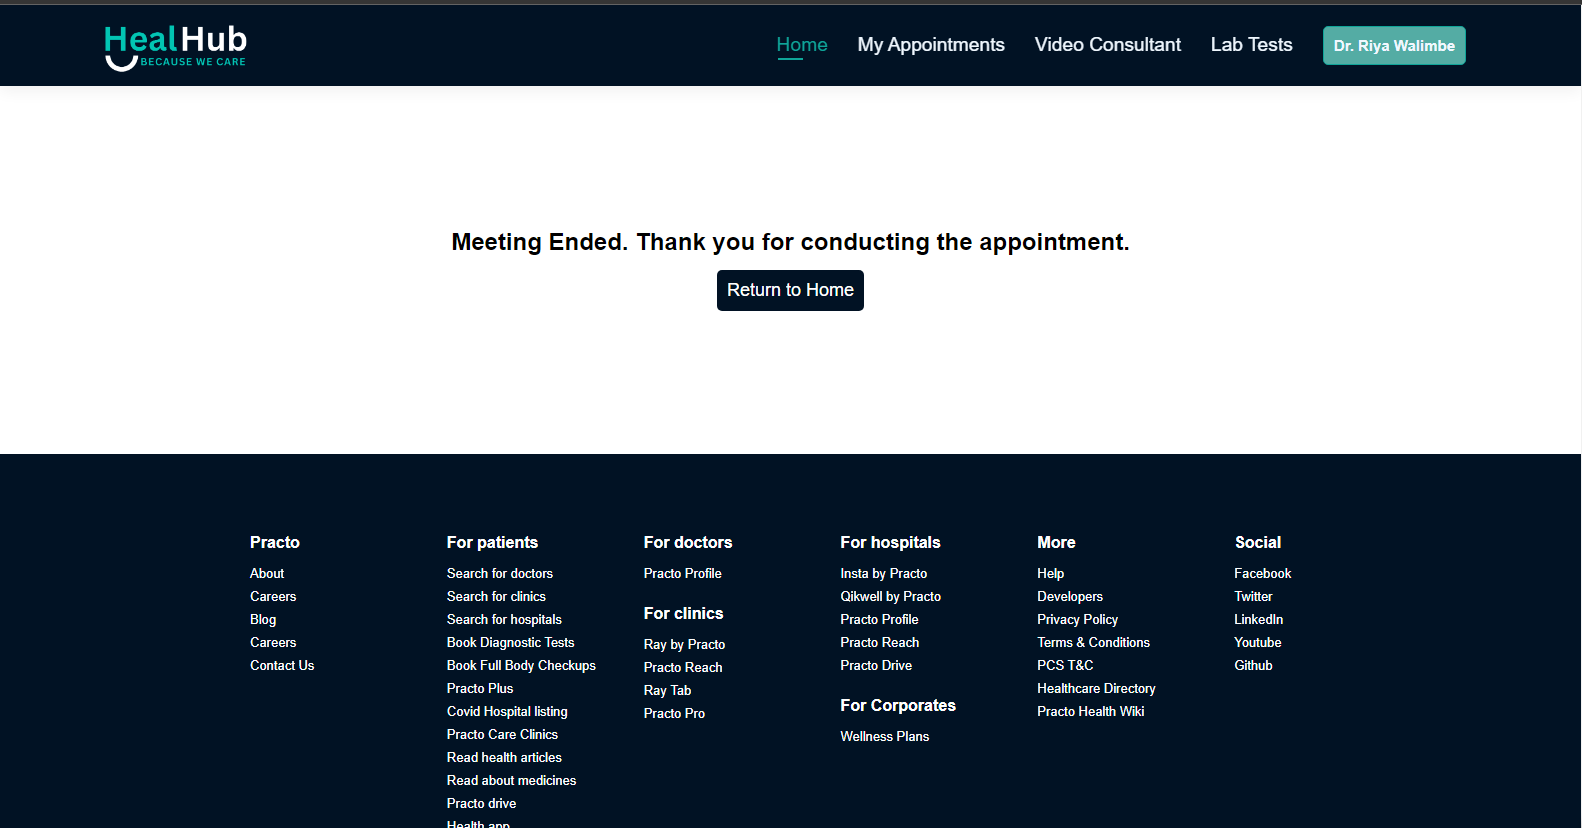 HealHub
BECAUSE WE CARE
Home
My Appointments
Video Consultant
Lab Tests
Dr. Riya Walimbe
Meeting Ended. Thank you for conducting the appointment.
Return to Home
Practo
About
Careers
Blog
Careers
Contact Us
For patients
Search for doctors
Search for clinics
Search for hospitals
Book Diagnostic Tests
Book Full Body Checkups
Practo Plus
Covid Hospital listing
Practo Care Clinics
Read health articles
Read about medicines
Practo drive
Health app
For doctors
Practo Profile
For clinics
Ray by Practo
Practo Reach
Ray Tab
Practo Pro
For hospitals
Insta by Practo
Qikwell by Practo
Practo Profile
Practo Reach
Practo Drive
For Corporates
Wellness Plans
More
Help
Developers
Privacy Policy
Terms & Conditions
PCS T&C
Healthcare Directory
Practo Health Wiki
Social
Facebook
Twitter
LinkedIn
Youtube
Github